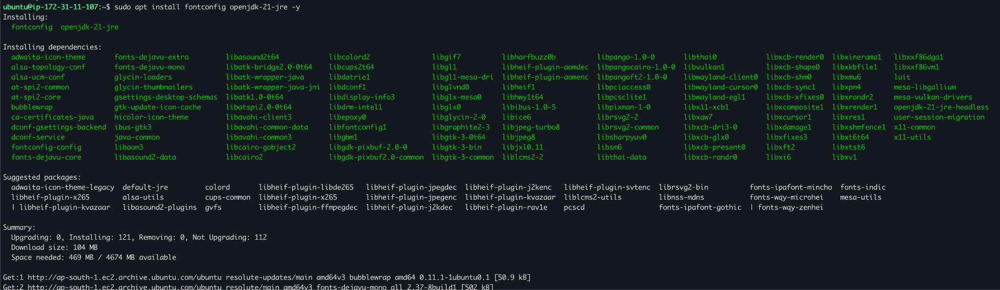 ubuntu@ip-172-31-11-107:~$ sudo apt install fontconfig openjdk-21-jre -y
Installing:
  fontconfig  openjdk-21-jre

Installing dependencies:
  adwaita-icon-theme  fonts-dejavu-extra  libasound2t64  libcolord2  libgif7  libharfbuzz0b  libpango-1.0-0  libthai0  libxcb-render0  libxinerama1  libxxf86dga1
  alsa-topology-conf  fonts-dejavu-mono  libatk-bridge2.0-0t64  libcups2t64  libgl1  libheif-plugin-aomdec  libpangocairo-1.0-0  libvulkan1  libxcb-shape0  libxkbfile1  libxxf86vm1
  alsa-ucm-conf  glycin-loaders  libatk-wrapper-java  libdatrie1  libgl1-mesa-dri  libheif-plugin-aomenc  libpangoft2-1.0-0  libwayland-client0  libxcb-shm0  libxmu6  luit
  at-spi2-common  glycin-thumbnailers  libatk-wrapper-java-jni  libdconf1  libglvnd0  libheif1  libpciaccess0  libwayland-cursor0  libxcb-sync1  libxpm4  mesa-libgallium
  at-spi2-core  gsettings-desktop-schemas  libatk1.0-0t64  libdisplay-info3  libglx-mesa0  libhwy1t64  libpcsclite1  libwayland-egl1  libxcb-xfixes0  libxrandr2  mesa-vulkan-drivers
  bubblewrap  gtk-update-icon-cache  libatspi2.0-0t64  libdrm-intel1  libglx0  libibus-1.0-5  libpixman-1-0  libx11-xcb1  libxcomposite1  libxrender1  openjdk-21-jre-headless
  ca-certificates-java  hicolor-icon-theme  libavahi-client3  libepoxy0  libglycin-2-0  libice6  librsvg2-2  libxaw7  libxcursor1  libxres1  user-session-migration
  dconf-gsettings-backend  ibus-gtk3  libavahi-common-data  libfontconfig1  libgraphite2-3  libjpeg-turbo8  librsvg2-common  libxcb-dri3-0  libxdamage1  libxshmfence1  x11-common
  dconf-service  java-common  libavahi-common3  libgbm1  libgtk-3-0t64  libjpeg8  libsharpyuv0  libxcb-glx0  libxfixes3  libxt6t64  x11-utils
  fontconfig-config  libaom3  libcairo-gobject2  libgdk-pixbuf-2.0-0  libgtk-3-bin  libjxl0.11  libsm6  libxcb-present0  libxft2  libxtst6
  fonts-dejavu-core  libasound2-data  libcairo2  libgdk-pixbuf2.0-common  libgtk-3-common  liblcms2-2  libthai-data  libxcb-randr0  libxi6  libxv1

Suggested packages:
  adwaita-icon-theme-legacy  default-jre  colord  libheif-plugin-libde265  libheif-plugin-jpegdec  libheif-plugin-j2kenc  libheif-plugin-svtenc  librsvg2-bin  fonts-ipafont-mincho  fonts-indic
  libheif-plugin-x265  alsa-utils  cups-common  libheif-plugin-x265  libheif-plugin-jpegenc  libheif-plugin-kvazaar  liblcms2-utils  libnss-mdns  fonts-wqy-microhei  mesa-utils
  | libheif-plugin-kvazaar  libasound2-plugins  gvfs  libheif-plugin-ffmpegdec  libheif-plugin-j2kdec  libheif-plugin-rav1e  pcscd  fonts-ipafont-gothic  | fonts-wqy-zenhei

Summary:
  Upgrading: 0, Installing: 121, Removing: 0, Not Upgrading: 112
  Download size: 104 MB
  Space needed: 469 MB / 4674 MB available

Get:1 http://ap-south-1.ec2.archive.ubuntu.com/ubuntu resolute-updates/main amd64v3 bubblewrap amd64 0.11.1-1ubuntu0.1 [50.9 kB]
Get:2 http://ap-south-1.ec2.archive.ubuntu.com/ubuntu resolute/main amd64v3 fonts-dejavu-mono all 2.37-8build1 [502 kB]